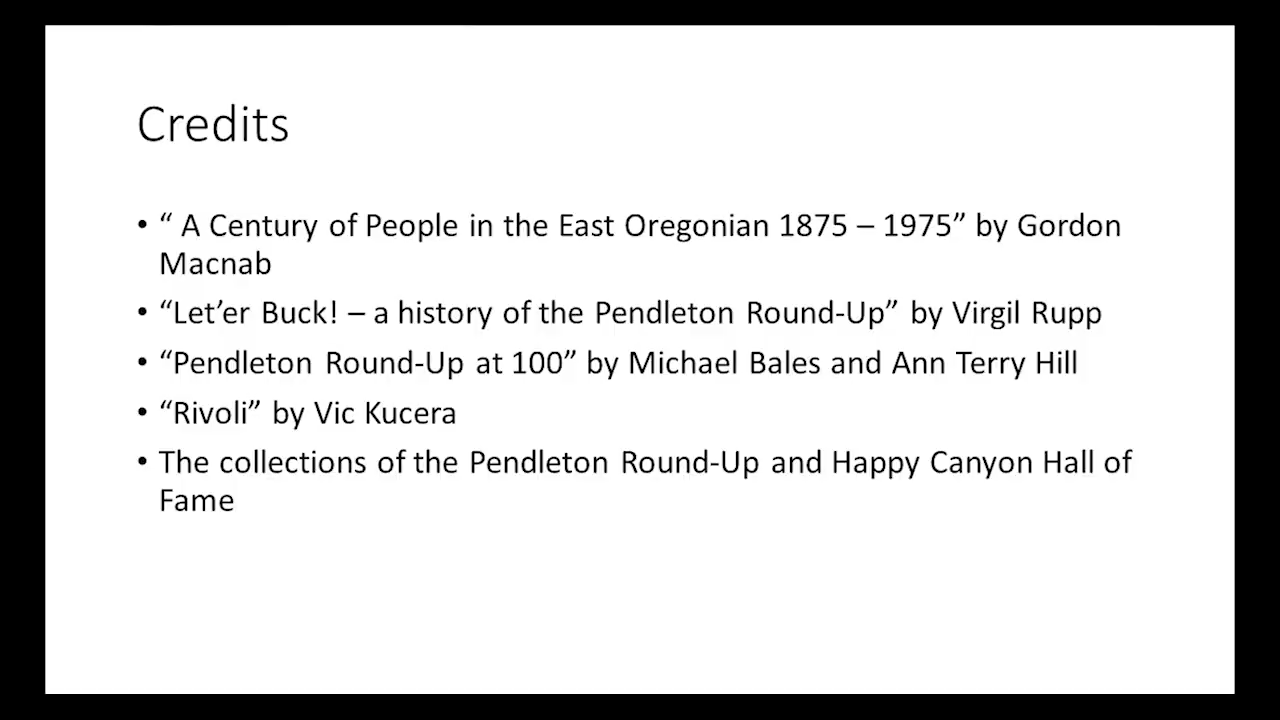 Credits
• “ A Century of People in the East Oregonian 1875 – 1975” by Gordon
Macnab
• “Let’er Buck! – a history of the Pendleton Round-Up” by Virgil Rupp
• “Pendleton Round-Up at 100” by Michael Bales and Ann Terry Hill
• “Rivoli” by Vic Kucera
• The collections of the Pendleton Round-Up and Happy Canyon Hall of
Fame